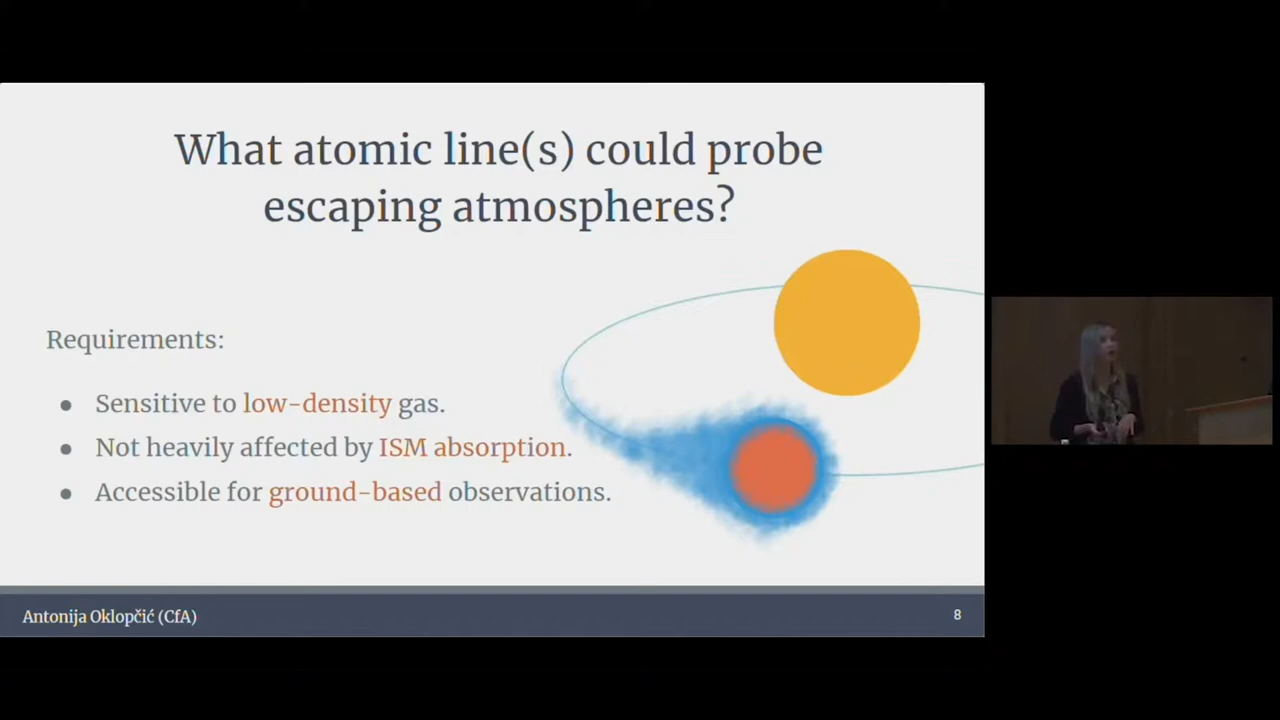 What atomic line(s) could probe
escaping atmospheres?
Requirements:
● Sensitive to low-density gas.
● Not heavily affected by ISM absorption.
● Accessible for ground-based observations.
Antonija Oklopčić (CfA)
8